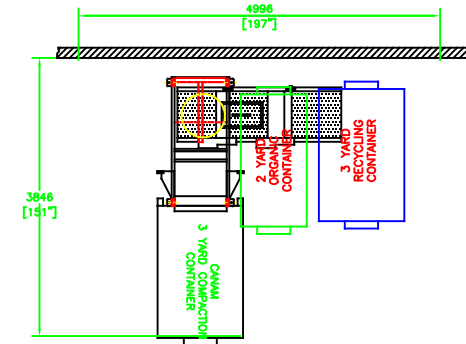 4996
[197"]
3846
[151"]
2 YARD
ORGANIC
CONTAINER
3 YARD
RECYCLING
CONTAINER
CANAM
3 YARD COMPACTION
CONTAINER